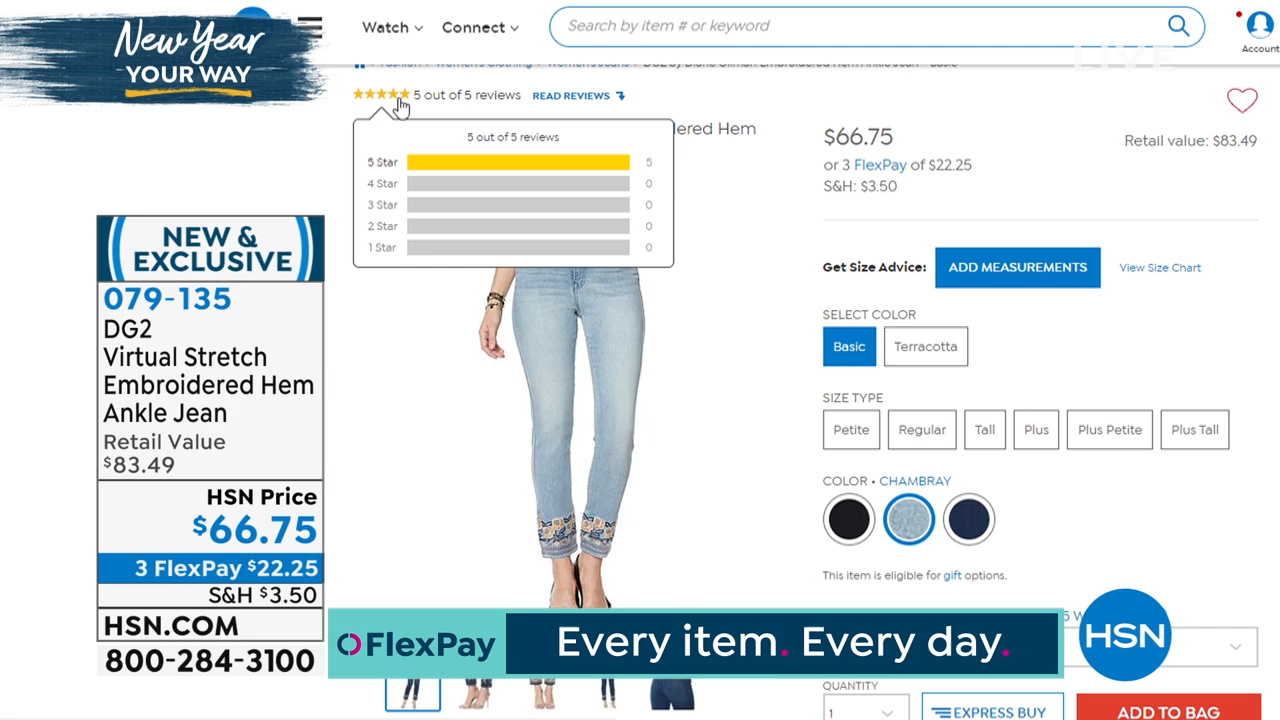 New Year
YOUR WAY
Watch
Connect
Search by item # or keyword
Account
LIVE
5 out of 5 reviews
READ REVIEWS
5 out of 5 reviews
5 Star 5
4 Star 0
3 Star 0
2 Star 0
1 Star 0
dered Hem
$66.75
Retail value: $83.49
or 3 FlexPay of $22.25
S&H: $3.50
Get Size Advice:
ADD MEASUREMENTS
View Size Chart
SELECT COLOR
Basic
Terracotta
SIZE TYPE
Petite
Regular
Tall
Plus
Plus Petite
Plus Tall
COLOR • CHAMBRAY
This item is eligible for gift options.
QUANTITY
1
EXPRESS BUY
ADD TO BAG
NEW &
EXCLUSIVE
079-135
DG2
Virtual Stretch
Embroidered Hem
Ankle Jean
Retail Value
$83.49
HSN Price
$66.75
3 FlexPay $22.25
S&H $3.50
HSN.COM
800-284-3100
FlexPay
Every item. Every day.
HSN